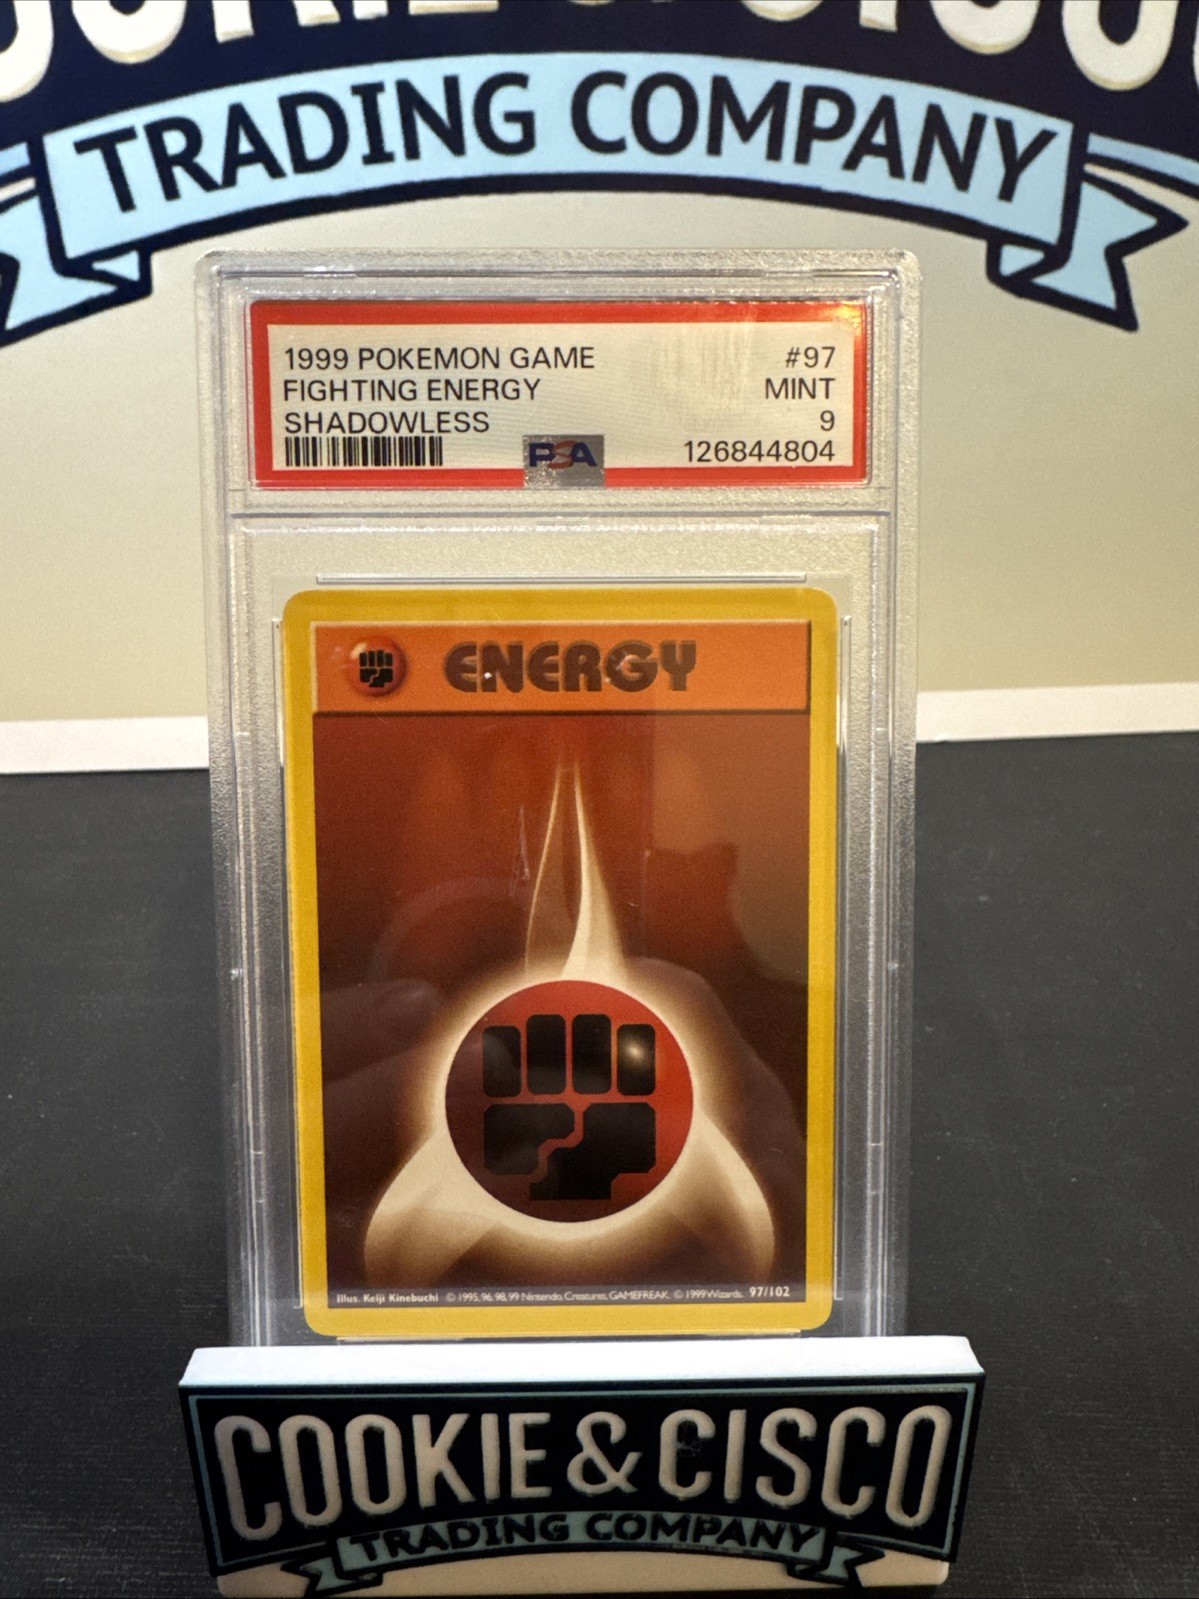 TRADING COMPANY
1999 POKEMON GAME #97
FIGHTING ENERGY MINT
SHADOWLESS 9
PSA 126844804
ENERGY
Illus. Keiji Kinebuchi © 1995, 96, 98, 99 Nintendo, Creatures, GAMEFREAK. © 1999 Wizards. 97/102
COOKIE & CISCO
TRADING COMPANY